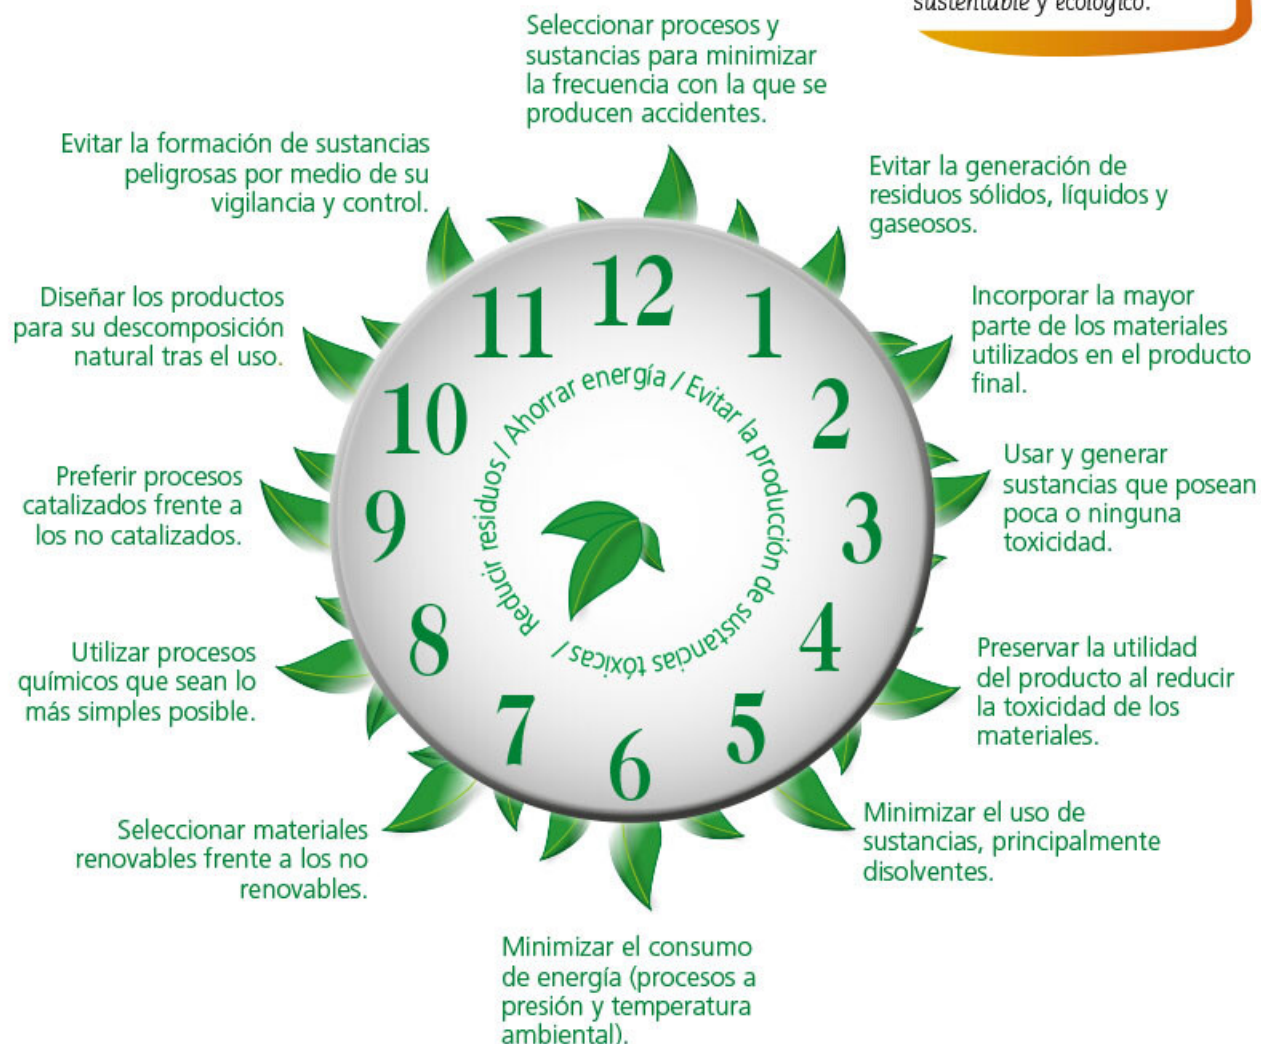 sustentable y ecológico.
Seleccionar procesos y
sustancias para minimizar
la frecuencia con la que se
producen accidentes.
Evitar la generación de
residuos sólidos, líquidos y
gaseosos.
Incorporar la mayor
parte de los materiales
utilizados en el producto
final.
Usar y generar
sustancias que posean
poca o ninguna
toxicidad.
Preservar la utilidad
del producto al reducir
la toxicidad de los
materiales.
Minimizar el uso de
sustancias, principalmente
disolventes.
Minimizar el consumo
de energía (procesos a
presión y temperatura
ambiental).
Seleccionar materiales
renovables frente a los no
renovables.
Utilizar procesos
químicos que sean lo
más simples posible.
Preferir procesos
catalizados frente a
los no catalizados.
Diseñar los productos
para su descomposición
natural tras el uso.
Evitar la formación de sustancias
peligrosas por medio de su
vigilancia y control.
12
1
2
3
4
5
6
7
8
9
10
11
Reducir residuos / Ahorrar energía / Evitar la producción de sustancias tóxicas /